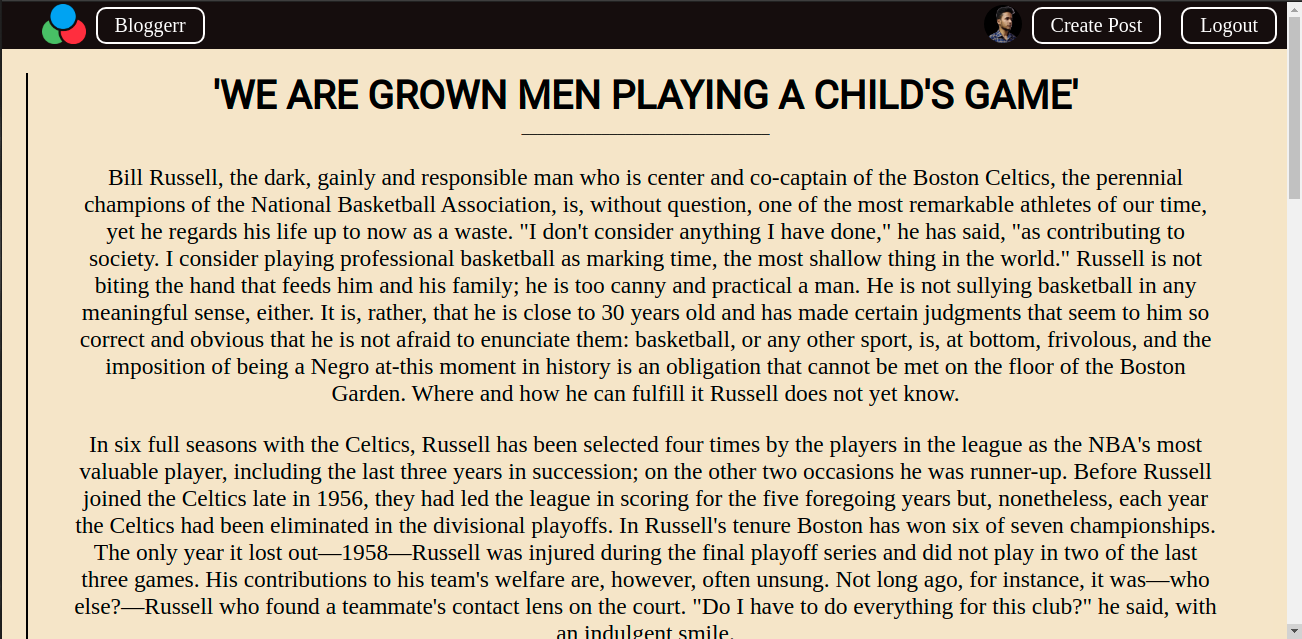 Bloggerr
Create Post
Logout
'WE ARE GROWN MEN PLAYING A CHILD'S GAME'
Bill Russell, the dark, gainly and responsible man who is center and co-captain of the Boston Celtics, the perennial
champions of the National Basketball Association, is, without question, one of the most remarkable athletes of our time,
yet he regards his life up to now as a waste. "I don't consider anything I have done," he has said, "as contributing to
society. I consider playing professional basketball as marking time, the most shallow thing in the world." Russell is not
biting the hand that feeds him and his family; he is too canny and practical a man. He is not sullying basketball in any
meaningful sense, either. It is, rather, that he is close to 30 years old and has made certain judgments that seem to him so
correct and obvious that he is not afraid to enunciate them: basketball, or any other sport, is, at bottom, frivolous, and the
imposition of being a Negro at-this moment in history is an obligation that cannot be met on the floor of the Boston
Garden. Where and how he can fulfill it Russell does not yet know.
In six full seasons with the Celtics, Russell has been selected four times by the players in the league as the NBA's most
valuable player, including the last three years in succession; on the other two occasions he was runner-up. Before Russell
joined the Celtics late in 1956, they had led the league in scoring for the five foregoing years but, nonetheless, each year
the Celtics had been eliminated in the divisional playoffs. In Russell's tenure Boston has won six of seven championships.
The only year it lost out—1958—Russell was injured during the final playoff series and did not play in two of the last
three games. His contributions to his team's welfare are, however, often unsung. Not long ago, for instance, it was—who
else?—Russell who found a teammate's contact lens on the court. "Do I have to do everything for this club?" he said, with
an indulgent smile.